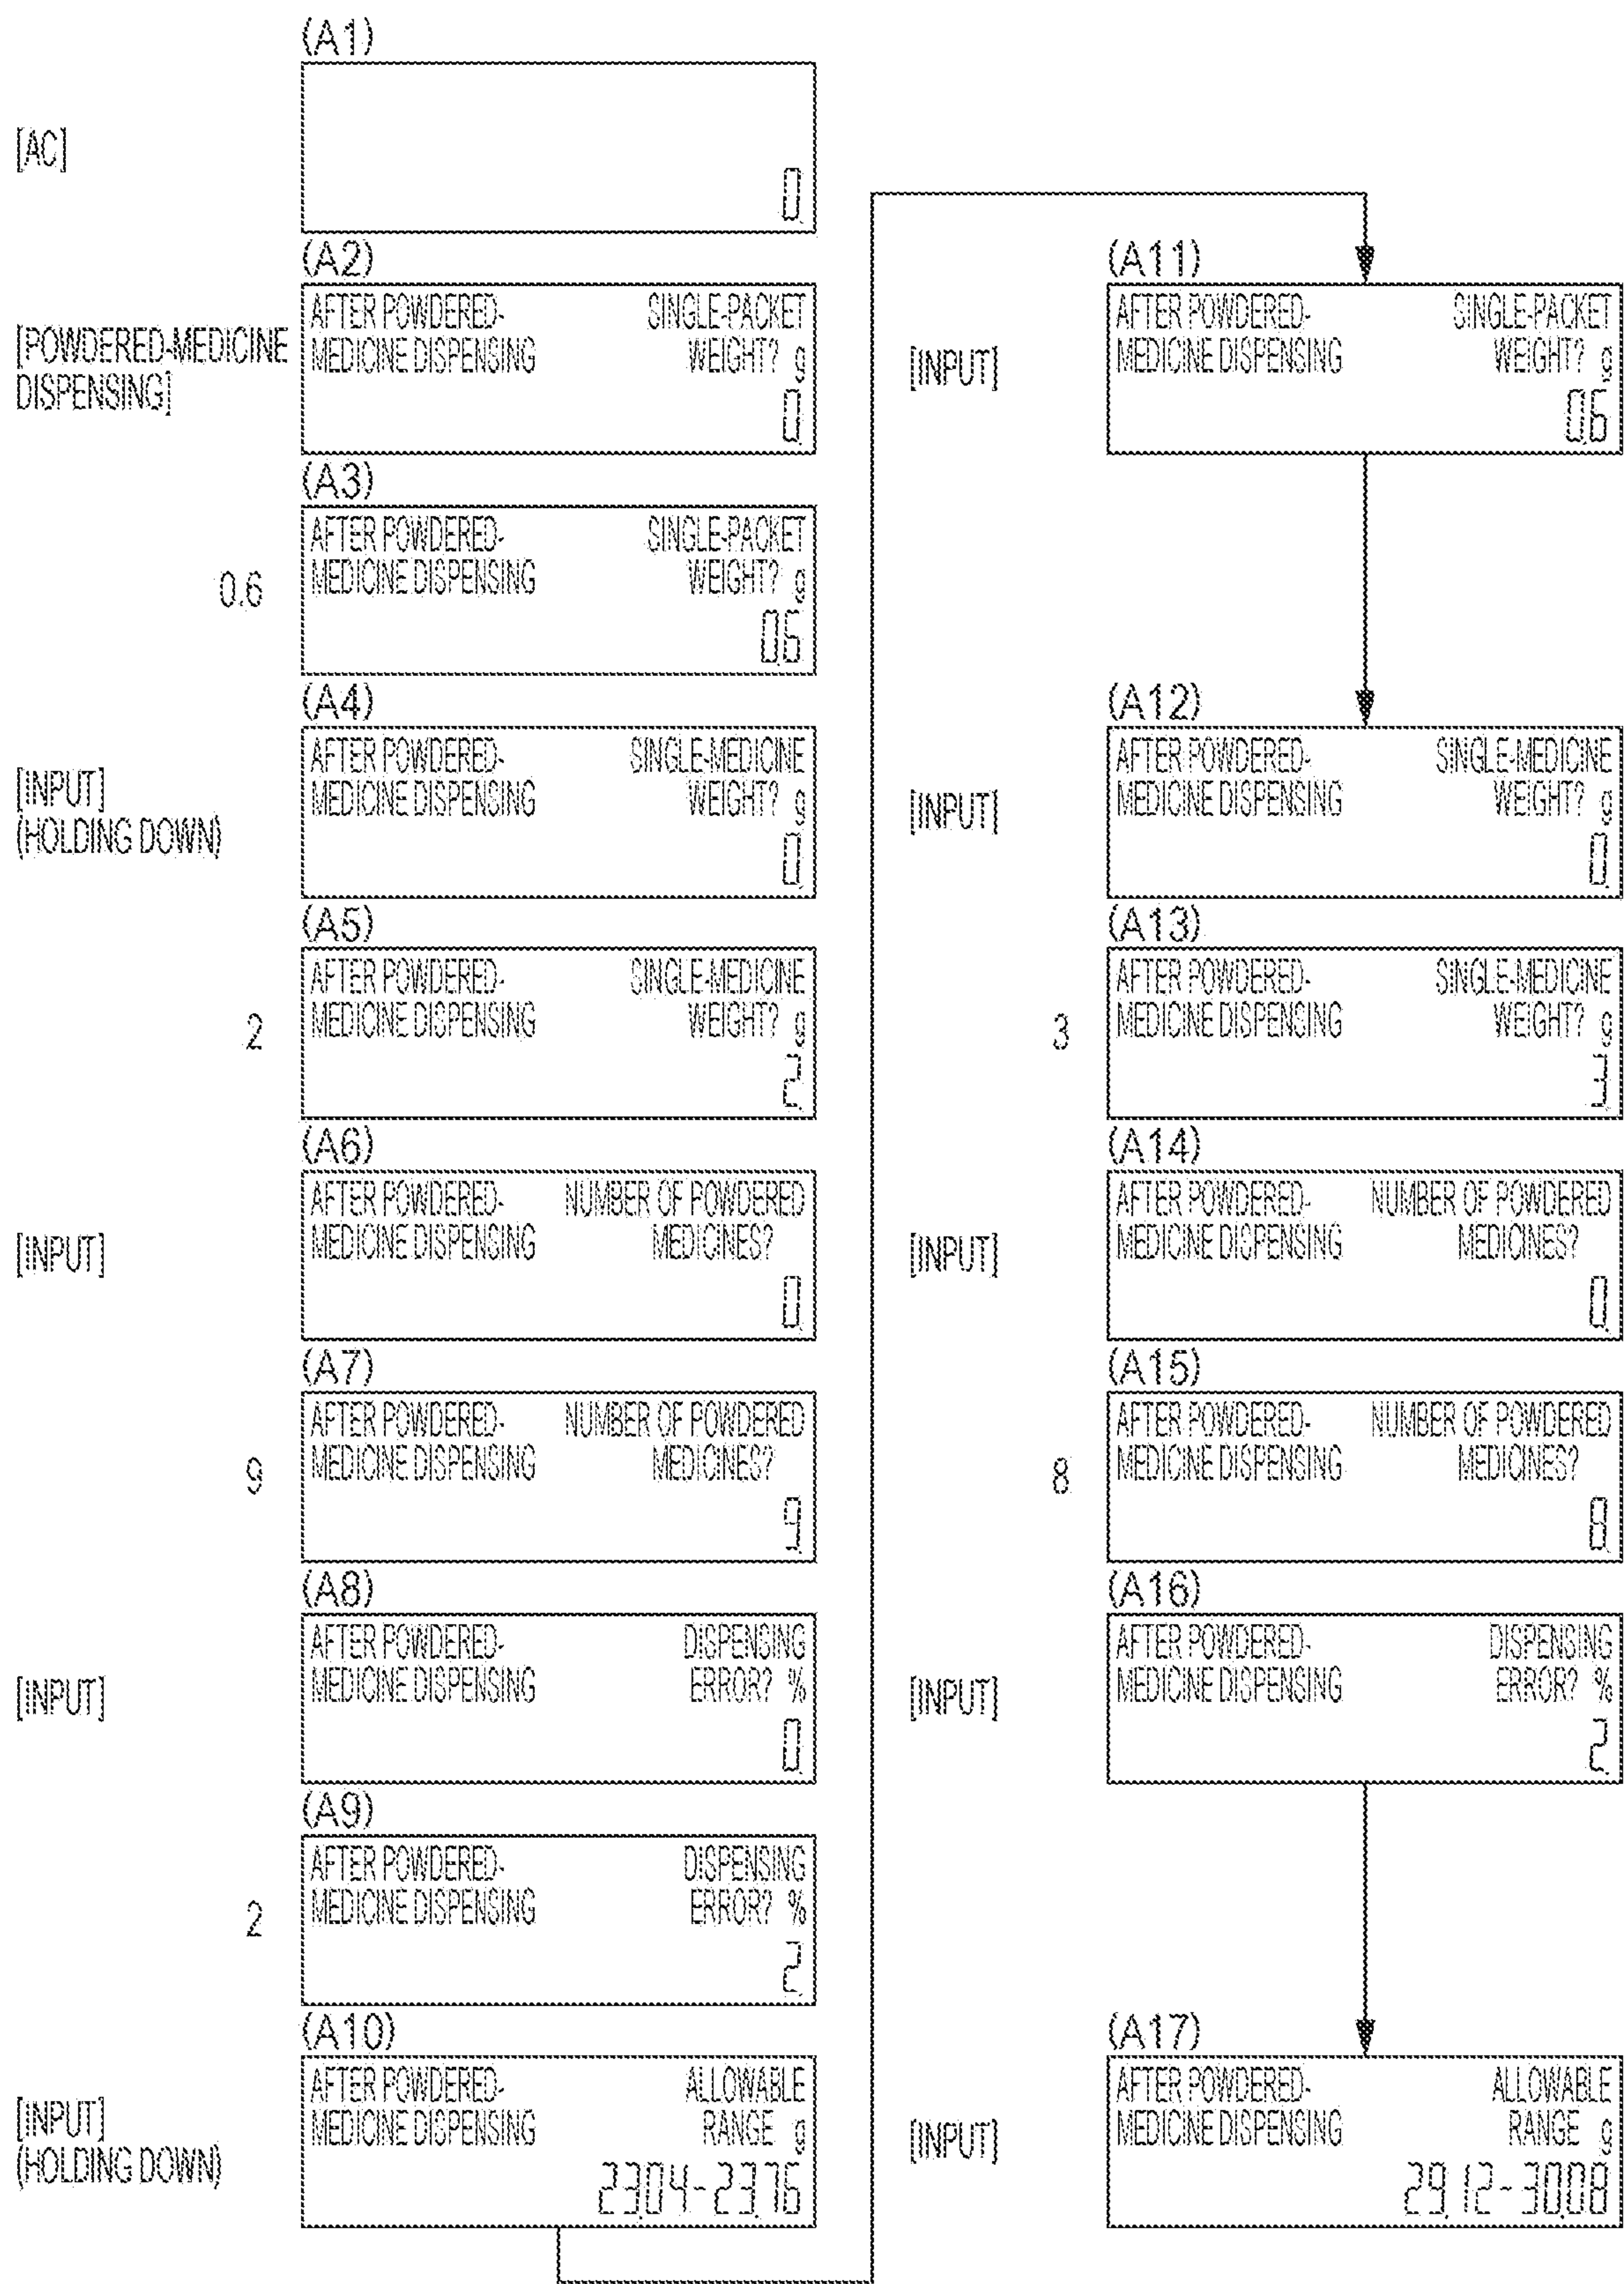 (A1)
[AC]
0.
(A2)
[POWDERED-MEDICINE
DISPENSING]
AFTER POWDERED-
MEDICINE DISPENSING
SINGLE-PACKET
WEIGHT? g
0.
(A3)
0.6
AFTER POWDERED-
MEDICINE DISPENSING
SINGLE-PACKET
WEIGHT? g
0.6
(A4)
[INPUT]
(HOLDING DOWN)
AFTER POWDERED-
MEDICINE DISPENSING
SINGLE-MEDICINE
WEIGHT? g
0.
(A5)
2
AFTER POWDERED-
MEDICINE DISPENSING
SINGLE-MEDICINE
WEIGHT? g
2.
(A6)
[INPUT]
AFTER POWDERED-
MEDICINE DISPENSING
NUMBER OF POWDERED
MEDICINES?
0.
(A7)
9
AFTER POWDERED-
MEDICINE DISPENSING
NUMBER OF POWDERED
MEDICINES?
9.
(A8)
[INPUT]
AFTER POWDERED-
MEDICINE DISPENSING
DISPENSING
ERROR? %
0.
(A9)
2
AFTER POWDERED-
MEDICINE DISPENSING
DISPENSING
ERROR? %
2.
(A10)
[INPUT]
(HOLDING DOWN)
AFTER POWDERED-
MEDICINE DISPENSING
ALLOWABLE
RANGE g
23.04-23.76
(A11)
[INPUT]
AFTER POWDERED-
MEDICINE DISPENSING
SINGLE-PACKET
WEIGHT? g
0.6
(A12)
[INPUT]
AFTER POWDERED-
MEDICINE DISPENSING
SINGLE-MEDICINE
WEIGHT? g
0.
(A13)
3
AFTER POWDERED-
MEDICINE DISPENSING
SINGLE-MEDICINE
WEIGHT? g
3.
(A14)
[INPUT]
AFTER POWDERED-
MEDICINE DISPENSING
NUMBER OF POWDERED
MEDICINES?
0.
(A15)
8
AFTER POWDERED-
MEDICINE DISPENSING
NUMBER OF POWDERED
MEDICINES?
8.
(A16)
[INPUT]
AFTER POWDERED-
MEDICINE DISPENSING
DISPENSING
ERROR? %
2.
(A17)
[INPUT]
AFTER POWDERED-
MEDICINE DISPENSING
ALLOWABLE
RANGE g
29.12-30.08